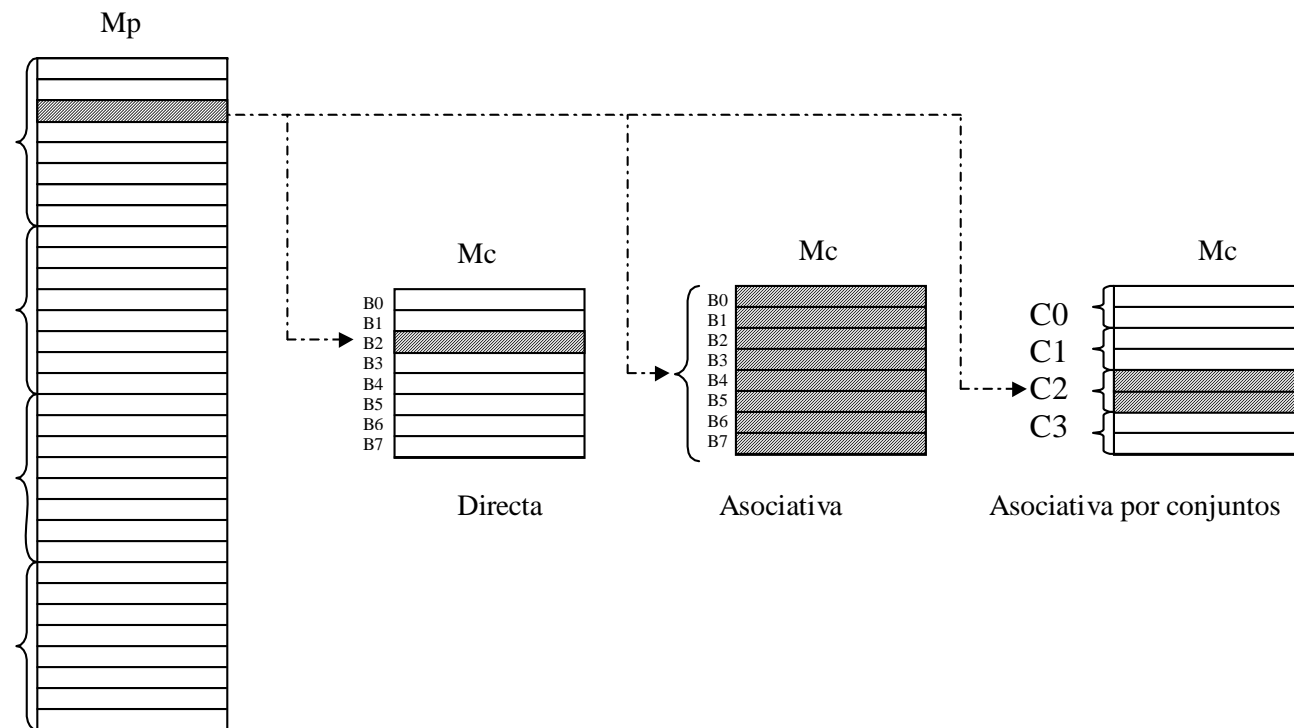 Mp
Mc
B0
B1
B2
B3
B4
B5
B6
B7
Directa
Mc
B0
B1
B2
B3
B4
B5
B6
B7
Asociativa
Mc
C0
C1
C2
C3
Asociativa por conjuntos